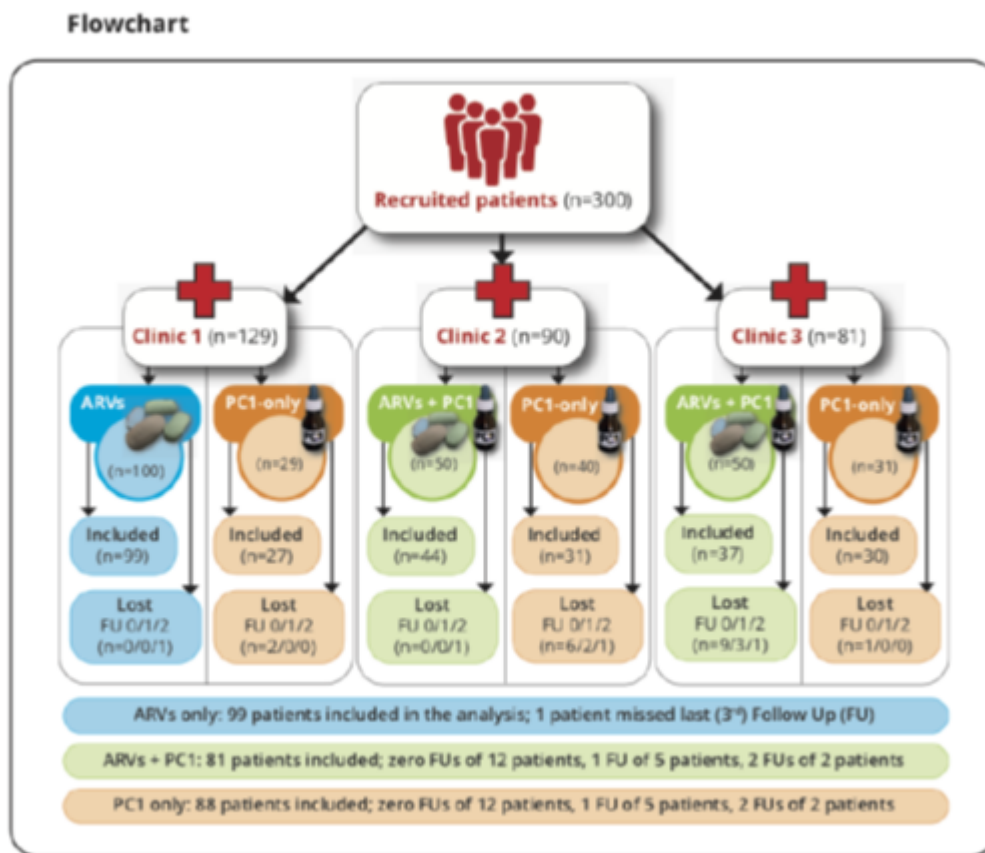 Flowchart
Recruited patients (n=300)
Clinic 1 (n=129)
Clinic 2 (n=90)
Clinic 3 (n=81)
ARVs
PC1-only
ARVs + PC1
PC1-only
ARVs + PC1
PC1-only
PC1
PC1
PC1
PC1
PC1
(n=100)
(n=29)
(n=50)
(n=40)
(n=50)
(n=31)
Included
(n=99)
Included
(n=27)
Included
(n=44)
Included
(n=31)
Included
(n=37)
Included
(n=30)
Lost
FU 0/1/2
(n=0/0/1)
Lost
FU 0/1/2
(n=2/0/0)
Lost
FU 0/1/2
(n=0/0/1)
Lost
FU 0/1/2
(n=6/2/1)
Lost
FU 0/1/2
(n=9/3/1)
Lost
FU 0/1/2
(n=1/0/0)
ARVs only: 99 patients included in the analysis; 1 patient missed last (3rd) Follow Up (FU)
ARVs + PC1: 81 patients included; zero FUs of 12 patients, 1 FU of 5 patients, 2 FUs of 2 patients
PC1 only: 88 patients included; zero FUs of 12 patients, 1 FU of 5 patients, 2 FUs of 2 patients